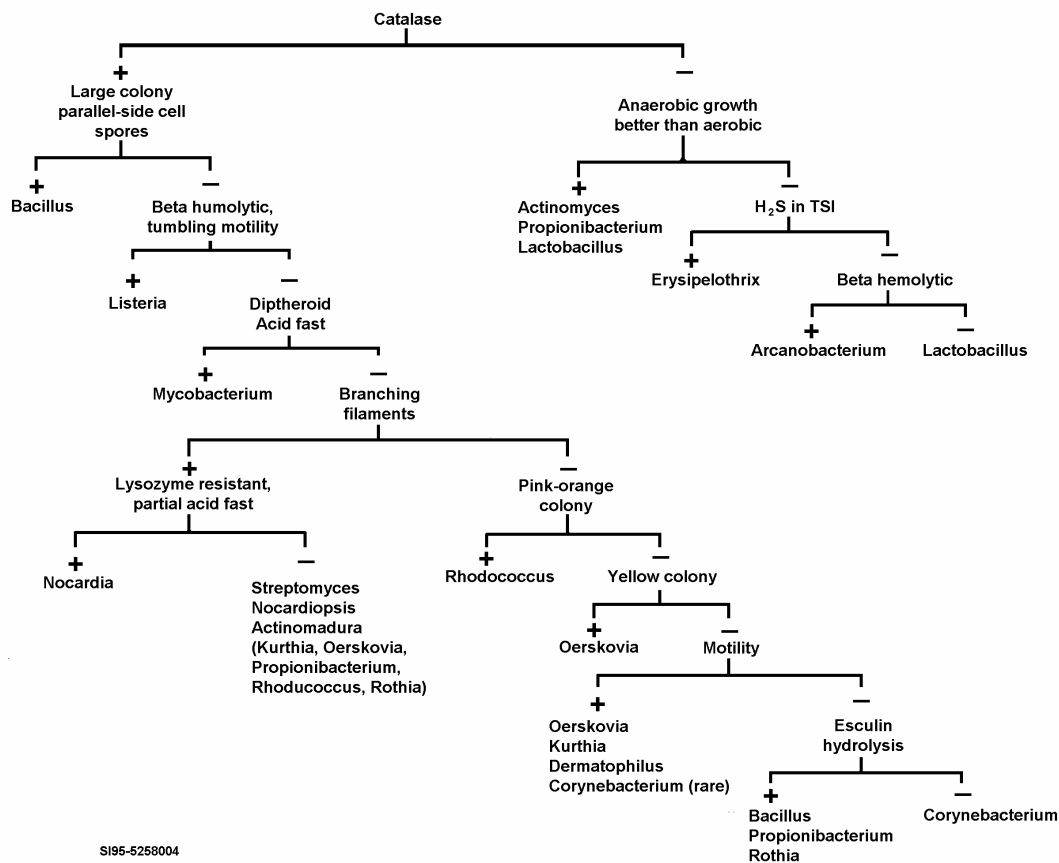 Catalase
+
−
Large colony
parallel-side cell
spores
Anaerobic growth
better than aerobic
+
−
Bacillus
Beta humolytic,
tumbling motility
+
−
Actinomyces
Propionibacterium
Lactobacillus
H₂S in TSI
+
−
Listeria
Diptheroid
Acid fast
+
−
Erysipelothrix
Beta hemolytic
+
−
Arcanobacterium
Lactobacillus
+
−
Mycobacterium
Branching
filaments
+
−
Lysozyme resistant,
partial acid fast
Pink-orange
colony
+
−
Nocardia
Streptomyces
Nocardiopsis
Actinomadura
(Kurthia, Oerskovia,
Propionibacterium,
Rhoducoccus, Rothia)
+
−
Rhodococcus
Yellow colony
+
−
Oerskovia
Motility
+
−
Oerskovia
Kurthia
Dermatophilus
Corynebacterium (rare)
Esculin
hydrolysis
+
−
Bacillus
Propionibacterium
Rothia
Corynebacterium
SI95-5258004